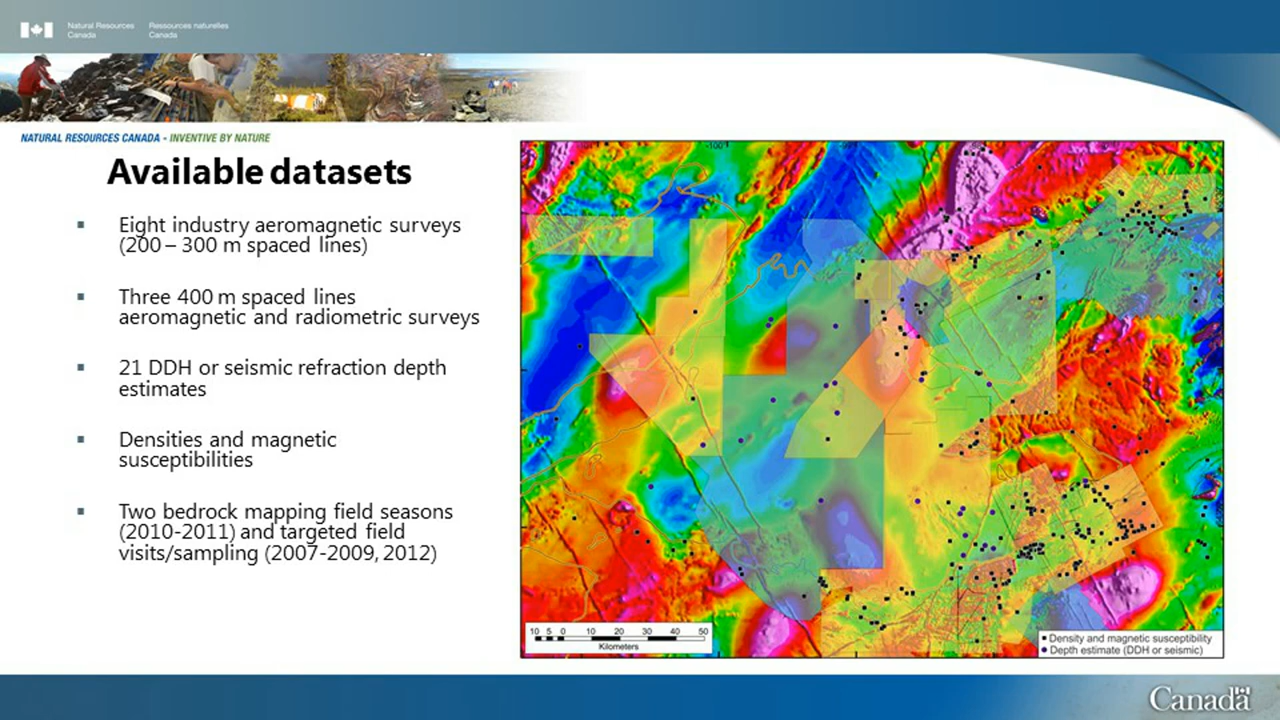 Natural Resources Canada
Ressources naturelles Canada
NATURAL RESOURCES CANADA - INVENTIVE BY NATURE
Available datasets
Eight industry aeromagnetic surveys
(200 – 300 m spaced lines)
Three 400 m spaced lines
aeromagnetic and radiometric surveys
21 DDH or seismic refraction depth
estimates
Densities and magnetic
susceptibilities
Two bedrock mapping field seasons
(2010-2011) and targeted field
visits/sampling (2007-2009, 2012)
10 5 0 10 20 30 40 50
Kilometers
Density and magnetic susceptibility
Depth estimate (DDH or seismic)
Canada